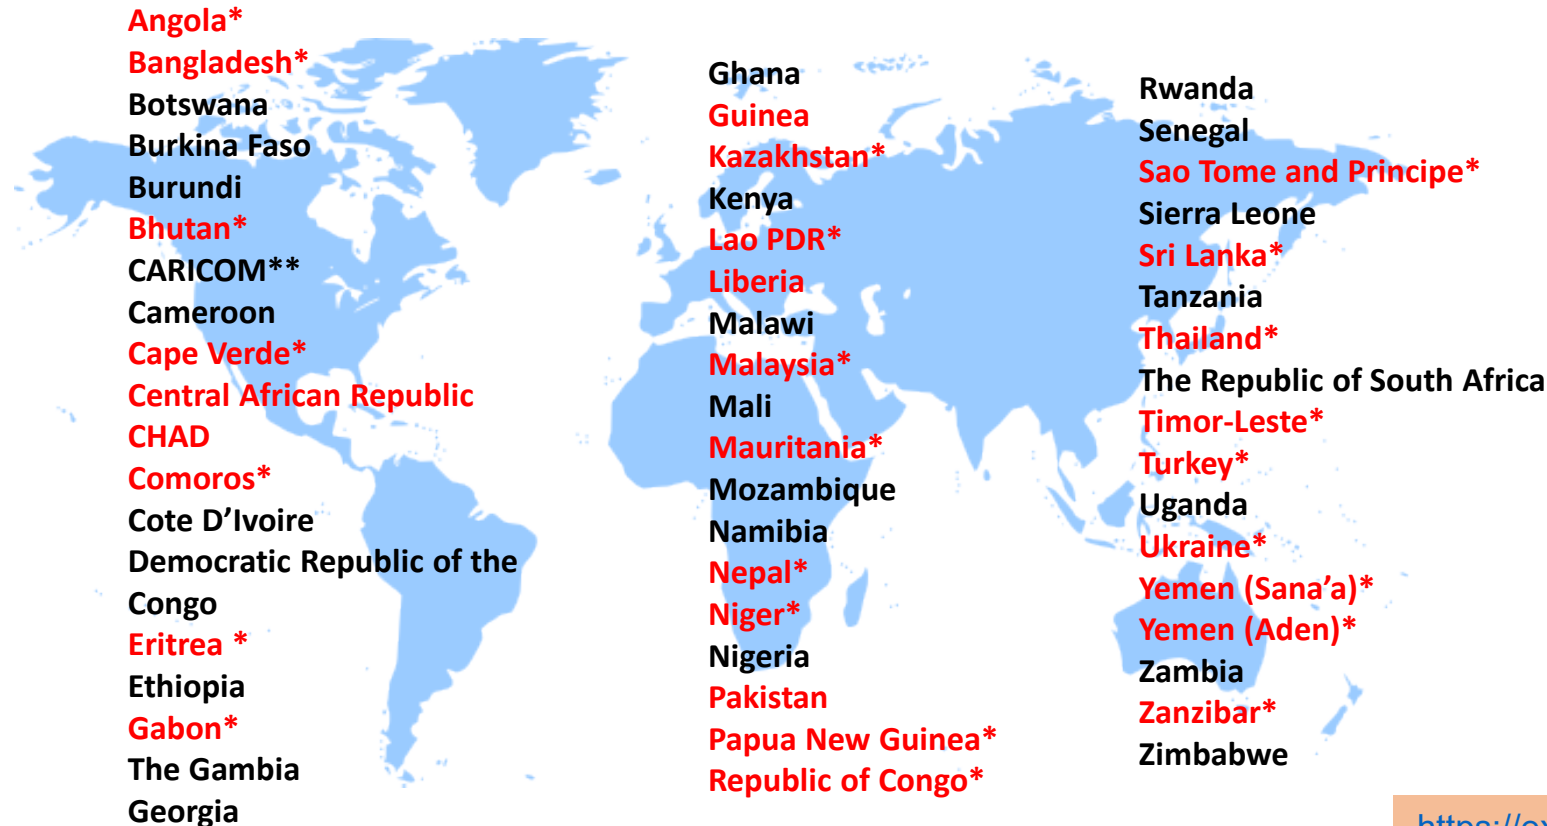 Angola*
Bangladesh*
Botswana
Burkina Faso
Burundi
Bhutan*
CARICOM**
Cameroon
Cape Verde*
Central African Republic
CHAD
Comoros*
Cote D’Ivoire
Democratic Republic of the
Congo
Eritrea *
Ethiopia
Gabon*
The Gambia
Georgia
Ghana
Guinea
Kazakhstan*
Kenya
Lao PDR*
Liberia
Malawi
Malaysia*
Mali
Mauritania*
Mozambique
Namibia
Nepal*
Niger*
Nigeria
Pakistan
Papua New Guinea*
Republic of Congo*
Rwanda
Senegal
Sao Tome and Principe*
Sierra Leone
Sri Lanka*
Tanzania
Thailand*
The Republic of South Africa
Timor-Leste*
Turkey*
Uganda
Ukraine*
Yemen (Sana’a)*
Yemen (Aden)*
Zambia
Zanzibar*
Zimbabwe